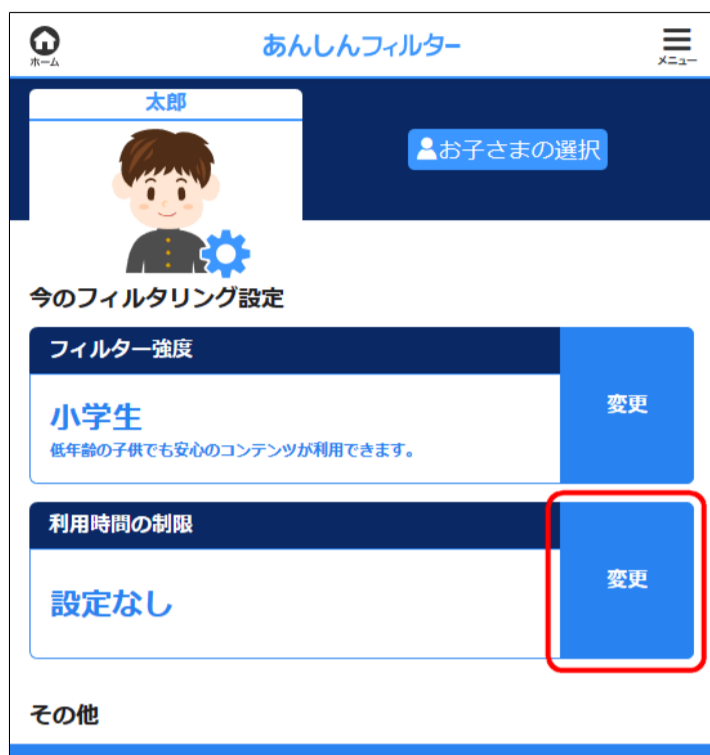 ホーム
あんしんフィルター
メニュー
太郎
お子さまの選択
今のフィルタリング設定
フィルター強度
小学生
低年齢の子供でも安心のコンテンツが利用できます。
変更
利用時間の制限
設定なし
変更
その他